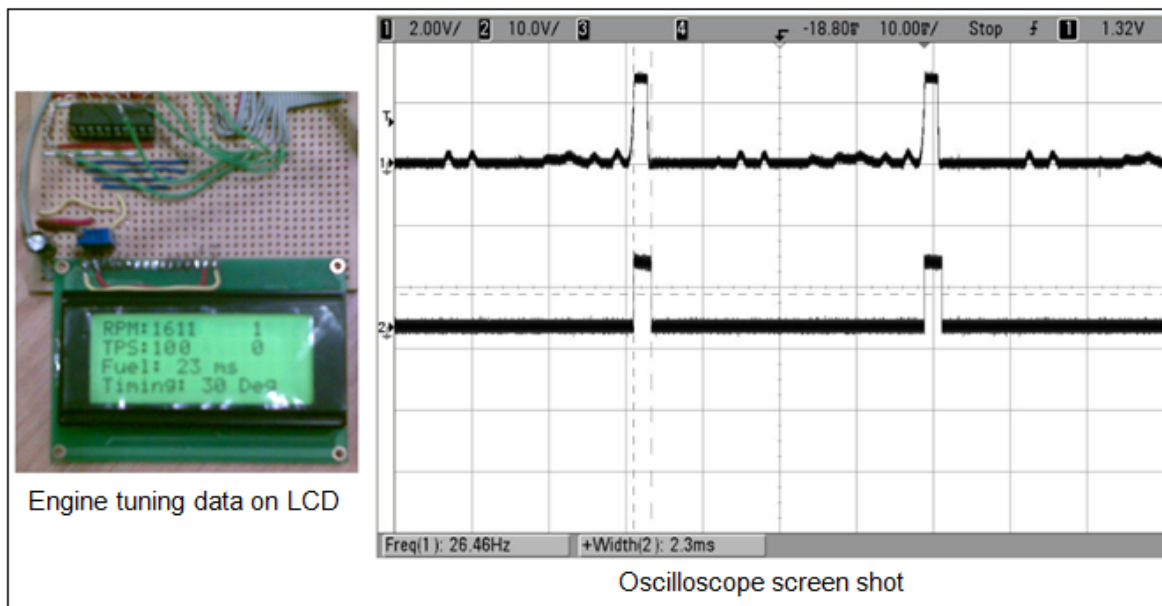 1 2.00V/ 2 10.0V/ 3 4 -18.80ms 10.00ms/ Stop 1 1.32V
T
1
2
RPM:1611 1
TPS:100 0
Fuel: 23 ms
Timing: 30 Deg
Freq(1): 26.46Hz +Width(2): 2.3ms
Engine tuning data on LCD
Oscilloscope screen shot